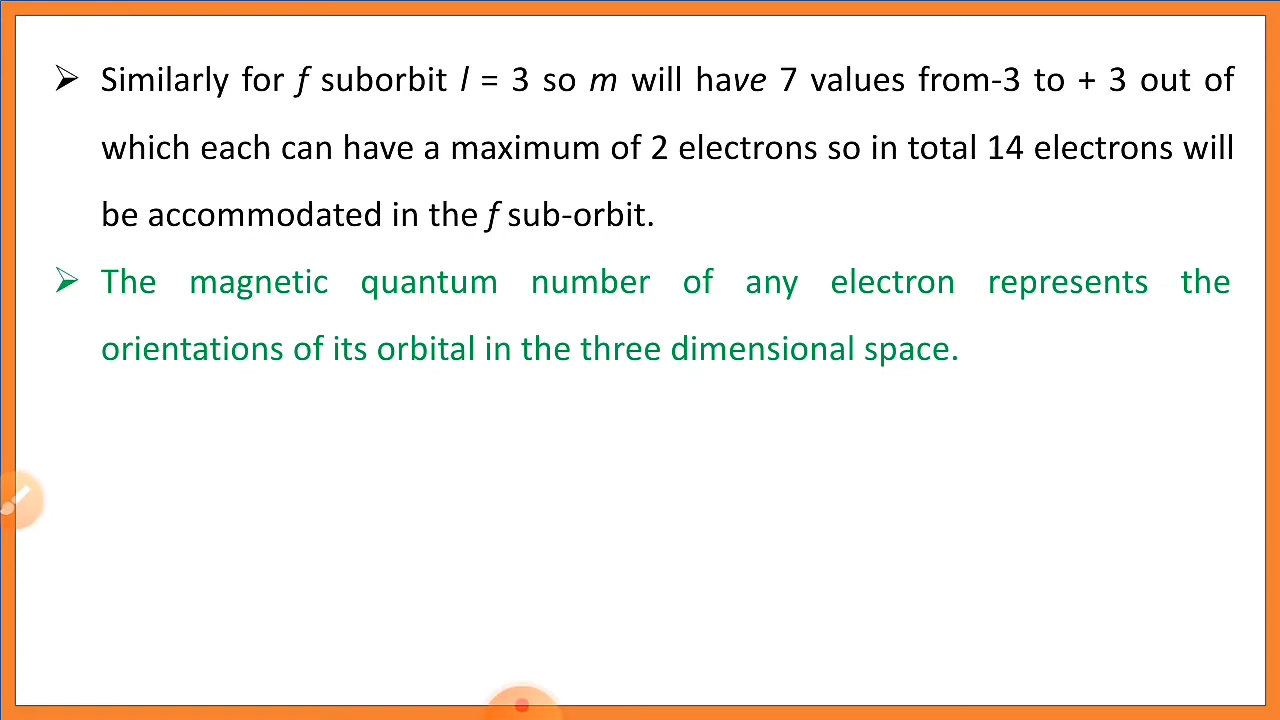 ➢ Similarly for f suborbit l = 3 so m will have 7 values from-3 to + 3 out of
which each can have a maximum of 2 electrons so in total 14 electrons will
be accommodated in the f sub-orbit.
➢ The magnetic quantum number of any electron represents the
orientations of its orbital in the three dimensional space.